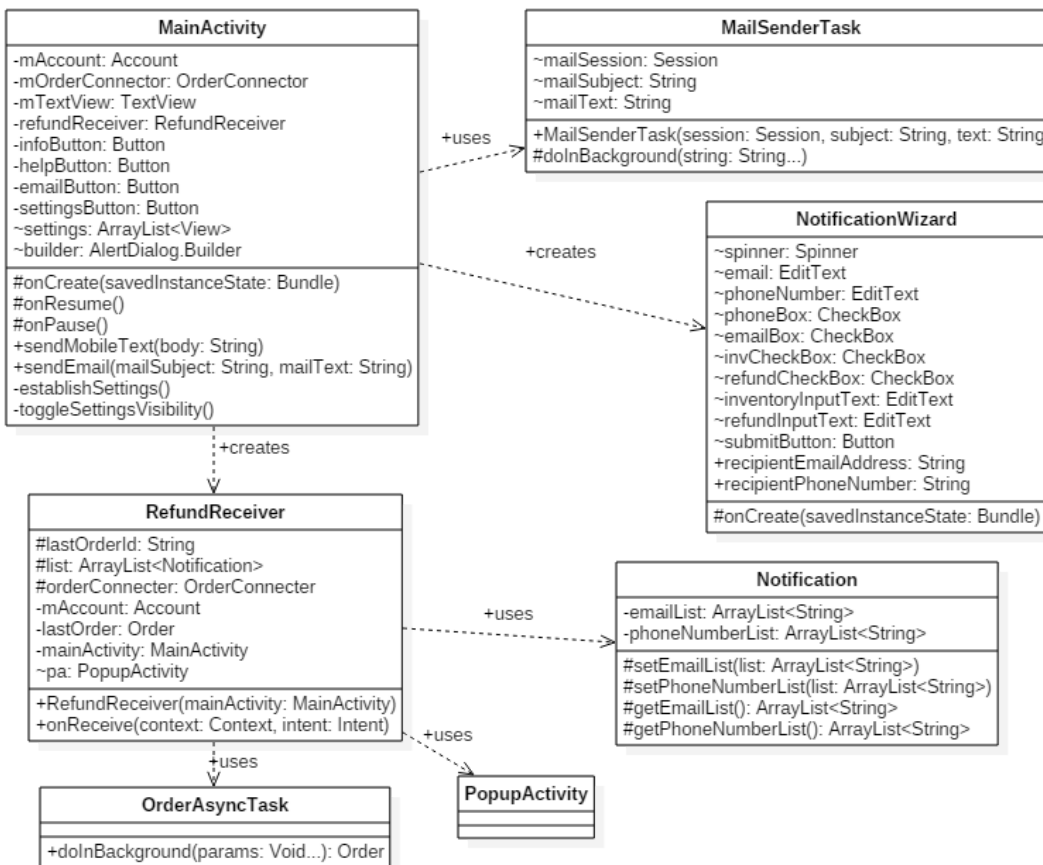 MainActivity
-mAccount: Account
-mOrderConnector: OrderConnector
-mTextView: TextView
-refundReceiver: RefundReceiver
-infoButton: Button
-helpButton: Button
-emailButton: Button
-settingsButton: Button
~settings: ArrayList<View>
~builder: AlertDialog.Builder
#onCreate(savedInstanceState: Bundle)
#onResume()
#onPause()
+sendMobileText(body: String)
+sendEmail(mailSubject: String, mailText: String)
-establishSettings()
-toggleSettingsVisibility()
+uses
MailSenderTask
~mailSession: Session
~mailSubject: String
~mailText: String
+MailSenderTask(session: Session, subject: String, text: String
#doInBackground(string: String...)
+creates
NotificationWizard
~spinner: Spinner
~email: EditText
~phoneNumber: EditText
~phoneBox: CheckBox
~emailBox: CheckBox
~invCheckBox: CheckBox
~refundCheckBox: CheckBox
~inventoryInputText: EditText
~refundInputText: EditText
~submitButton: Button
+recipientEmailAddress: String
+recipientPhoneNumber: String
#onCreate(savedInstanceState: Bundle)
+creates
RefundReceiver
#lastOrderId: String
#list: ArrayList<Notification>
#orderConnecter: OrderConnecter
-mAccount: Account
-lastOrder: Order
-mainActivity: MainActivity
~pa: PopupActivity
+RefundReceiver(mainActivity: MainActivity)
+onReceive(context: Context, intent: Intent)
+uses
Notification
-emailList: ArrayList<String>
-phoneNumberList: ArrayList<String>
#setEmailList(list: ArrayList<String>)
#setPhoneNumberList(list: ArrayList<String>)
#getEmailList(): ArrayList<String>
#getPhoneNumberList(): ArrayList<String>
+uses
PopupActivity
+uses
OrderAsyncTask
+doInBackground(params: Void...): Order